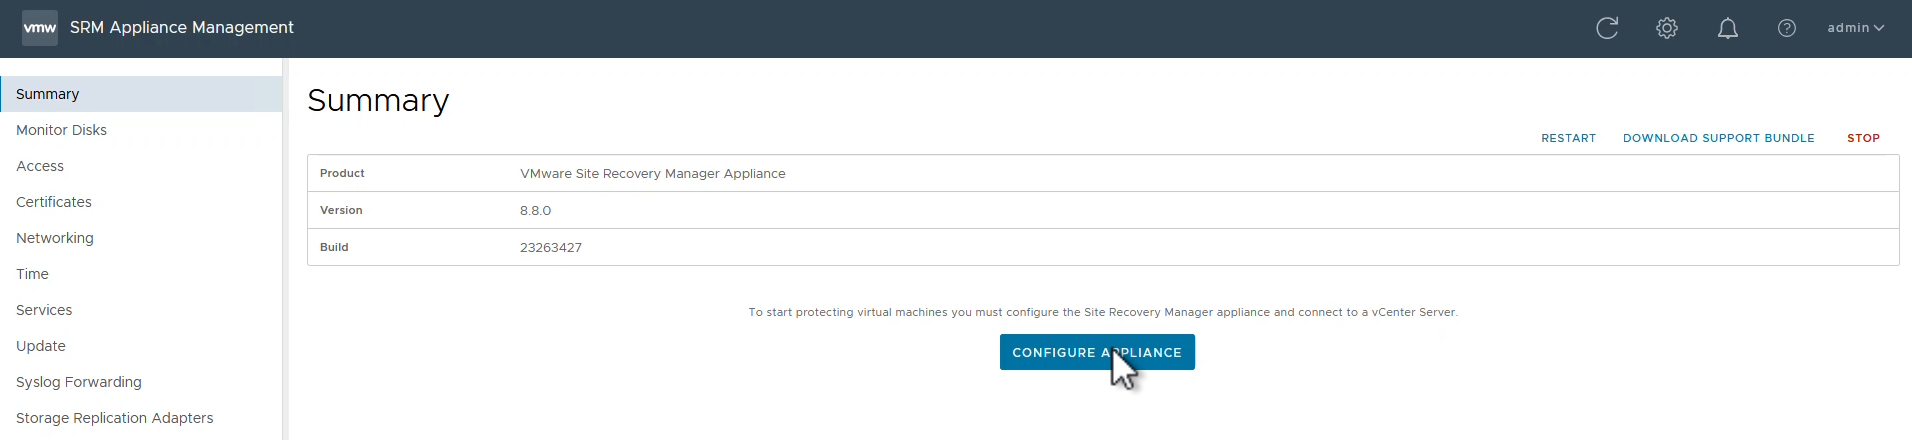 vmw SRM Appliance Management admin
Summary
Monitor Disks
Access
Certificates
Networking
Time
Services
Update
Syslog Forwarding
Storage Replication Adapters
Summary
RESTART DOWNLOAD SUPPORT BUNDLE STOP
Product VMware Site Recovery Manager Appliance
Version 8.8.0
Build 23263427
To start protecting virtual machines you must configure the Site Recovery Manager appliance and connect to a vCenter Server.
CONFIGURE APPLIANCE